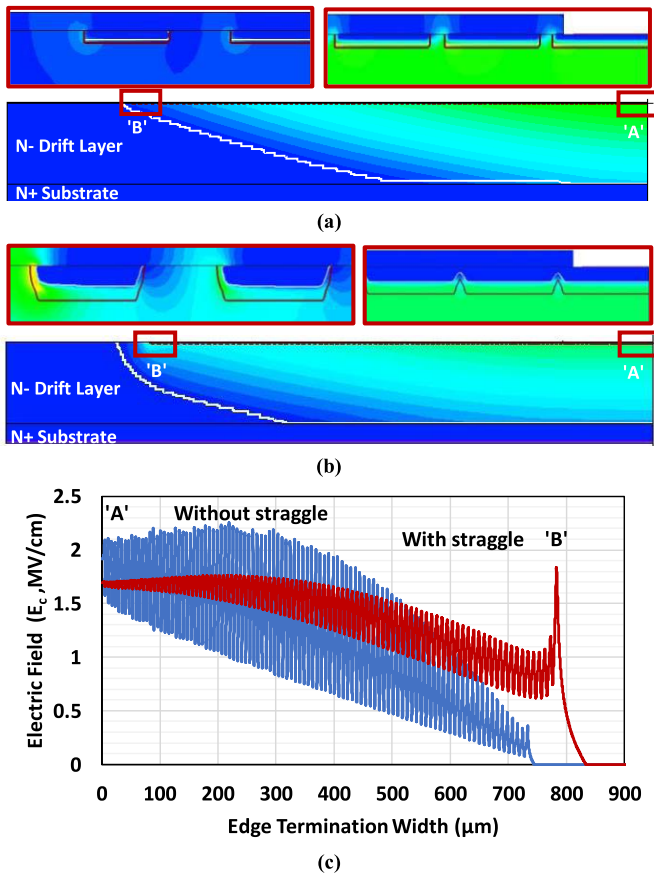 'B'
'A'
N- Drift Layer
N+ Substrate
(a)
'B'
'A'
N- Drift Layer
N+ Substrate
(b)
2.5
2
1.5
1
0.5
0
Electric Field (Ec ,MV/cm)
'A'
Without straggle
With straggle
'B'
0 100 200 300 400 500 600 700 800 900
Edge Termination Width (µm)
(c)